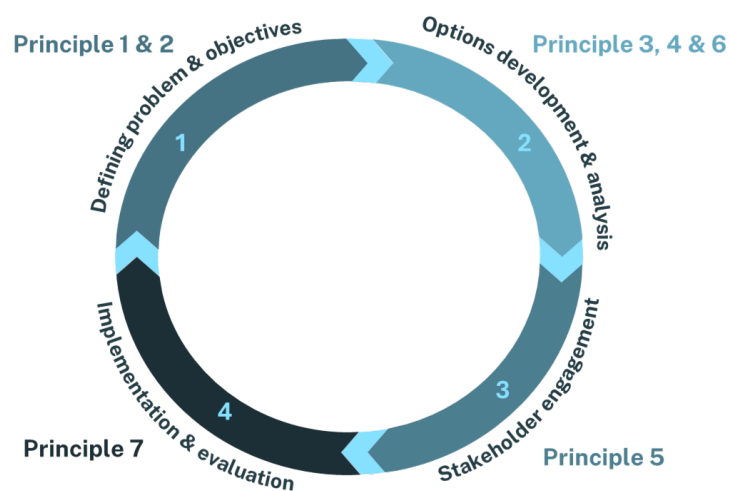 Principle 1 & 2
Defining problem & objectives
1
Options development & analysis
Principle 3, 4 & 6
2
Stakeholder engagement
3
Principle 5
Implementation & evaluation
4
Principle 7